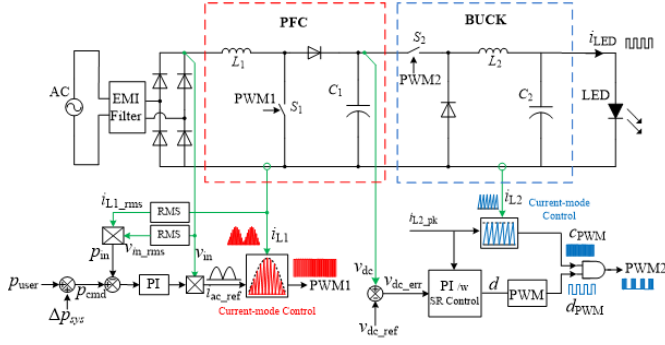 PFC
BUCK
L1
S2
L2
iLED
AC
EMI
Filter
PWM1
S1
C1
PWM2
C2
LED
iL1_rms
RMS
RMS
vin_rms
vin
iL1
pin
puser
pcmd
Δpsys
PI
iac_ref
PWM1
Current-mode Control
iL2
Current-mode
Control
iL2_pk
cPWM
vdc
vdc_err
PI /w
SR Control
d
PWM
dPWM
PWM2
vdc_ref